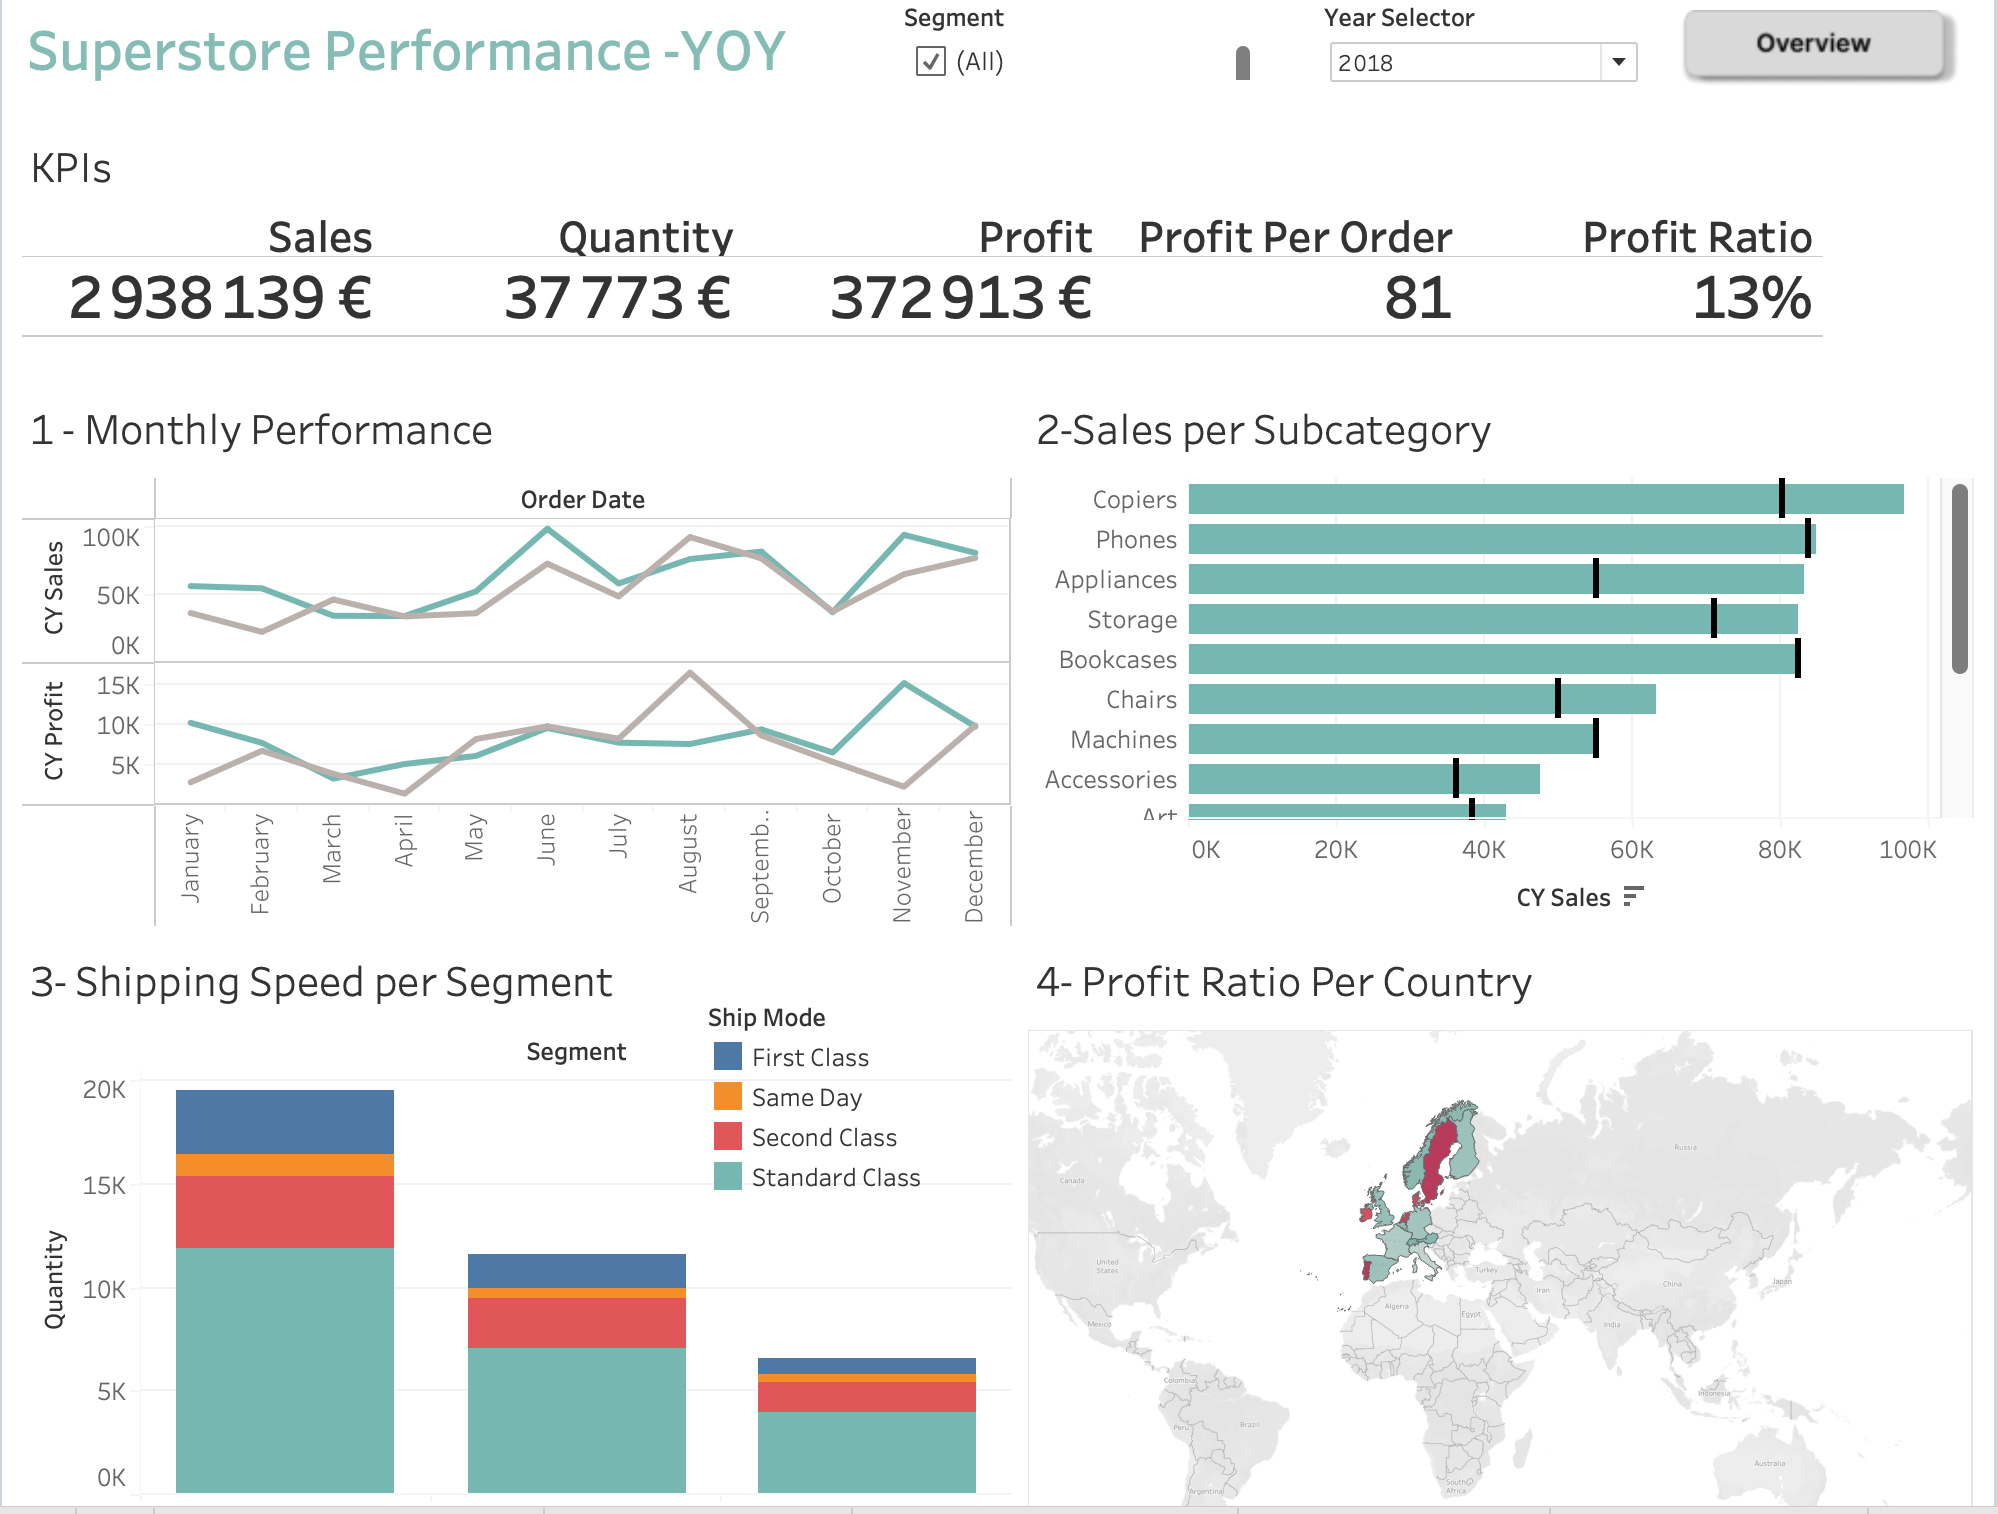 Superstore Performance -YOY
Segment
(All)
Year Selector
2018
Overview
KPIs
Sales Quantity Profit Profit Per Order Profit Ratio
2 938 139 € 37 773 € 372 913 € 81 13%
1 - Monthly Performance
Order Date
CY Sales
100K
50K
0K
CY Profit
15K
10K
5K
January February March April May June July August Septemb.. October November December
2-Sales per Subcategory
Copiers
Phones
Appliances
Storage
Bookcases
Chairs
Machines
Accessories
Art
0K 20K 40K 60K 80K 100K
CY Sales
3- Shipping Speed per Segment
Ship Mode
First Class
Same Day
Second Class
Standard Class
Segment
Quantity
20K
15K
10K
5K
0K
4- Profit Ratio Per Country
Russia
Canada
United
States
Turkey
China
Japan
Iran
Algeria
Egypt
India
Mexico
Colombia
Indonesia
Brazil
Peru
Australia
South
Africa
Argentina